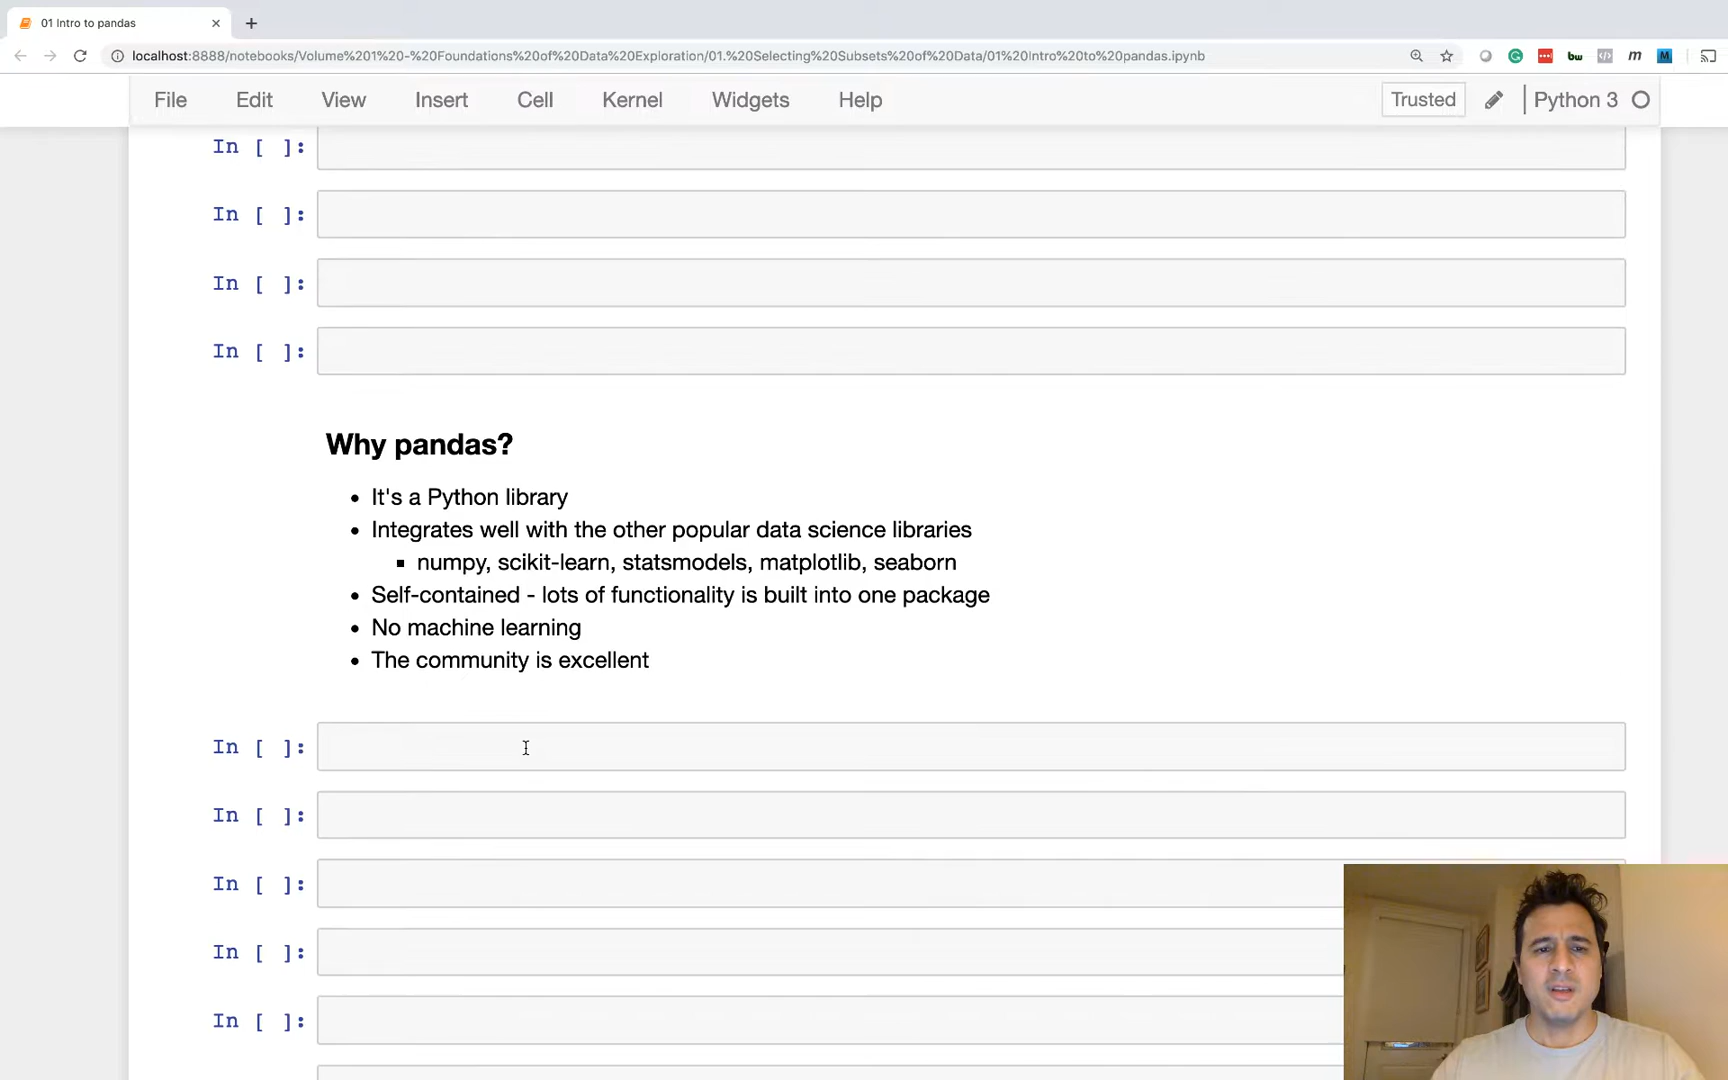 01 Intro to pandas
localhost:8888/notebooks/Volume%201%20-%20Foundations%20of%20Data%20Exploration/01.%20Selecting%20Subsets%20of%20Data/01%20Intro%20to%20pandas.ipynb
bw
m
M
File Edit View Insert Cell Kernel Widgets Help Trusted Python 3
In [ ]:
In [ ]:
In [ ]:
In [ ]:
Why pandas?
• It's a Python library
• Integrates well with the other popular data science libraries
▪ numpy, scikit-learn, statsmodels, matplotlib, seaborn
• Self-contained - lots of functionality is built into one package
• No machine learning
• The community is excellent
In [ ]:
In [ ]:
In [ ]:
In [ ]:
In [ ]: